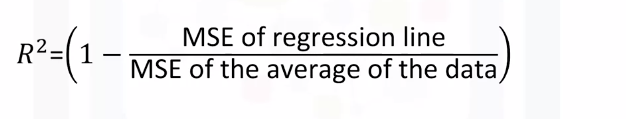 R²=(1 − MSE of regression line / MSE of the average of the data)